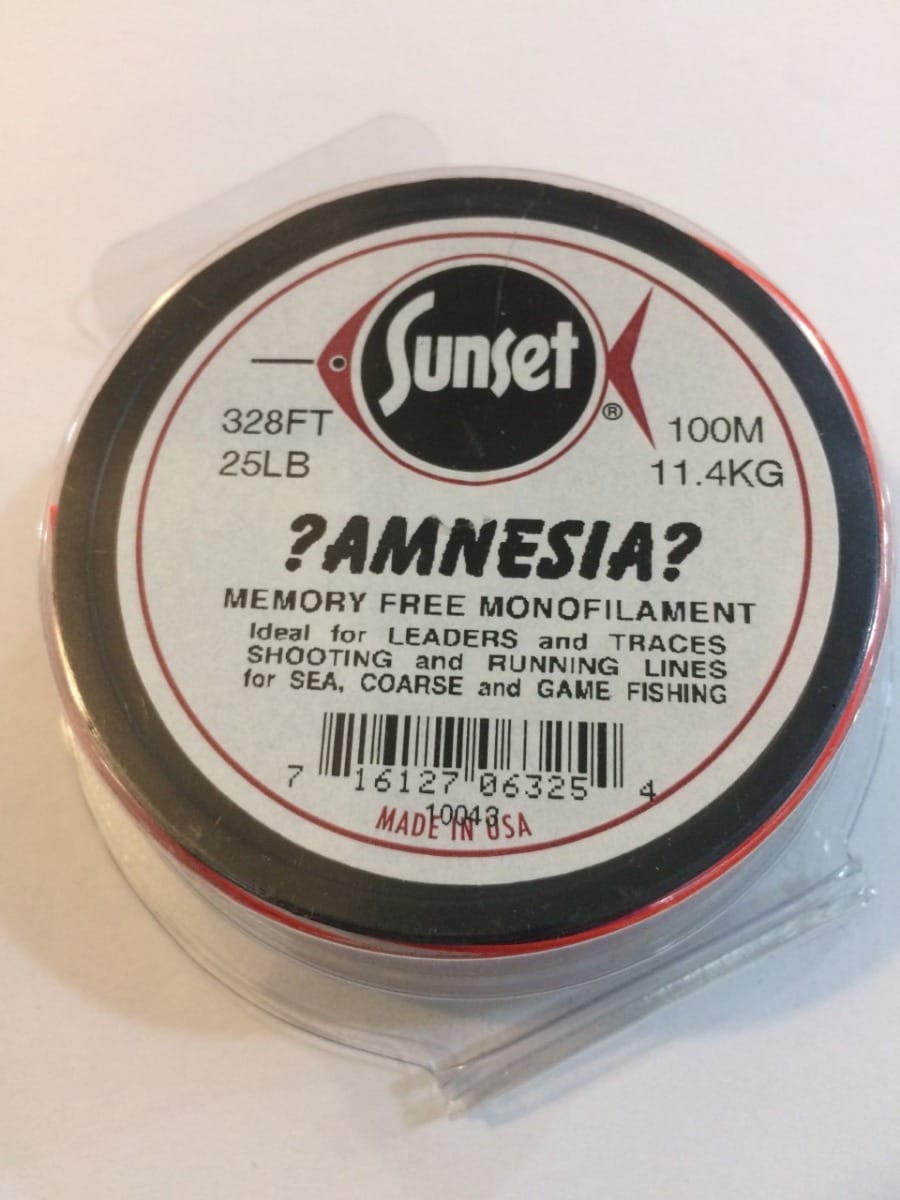 Sunset
®
328FT
25LB
100M
11.4KG
?AMNESIA?
MEMORY FREE MONOFILAMENT
Ideal for LEADERS and TRACES
SHOOTING and RUNNING LINES
for SEA, COARSE and GAME FISHING
7 16127 06325 4
10043
MADE IN USA